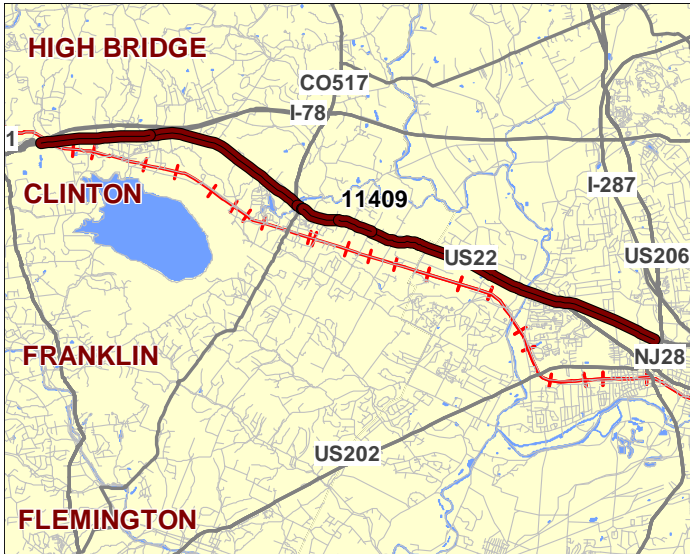 HIGH BRIDGE
CO517
I-78
1
CLINTON
I-287
11409
US22
US206
FRANKLIN
NJ28
US202
FLEMINGTON